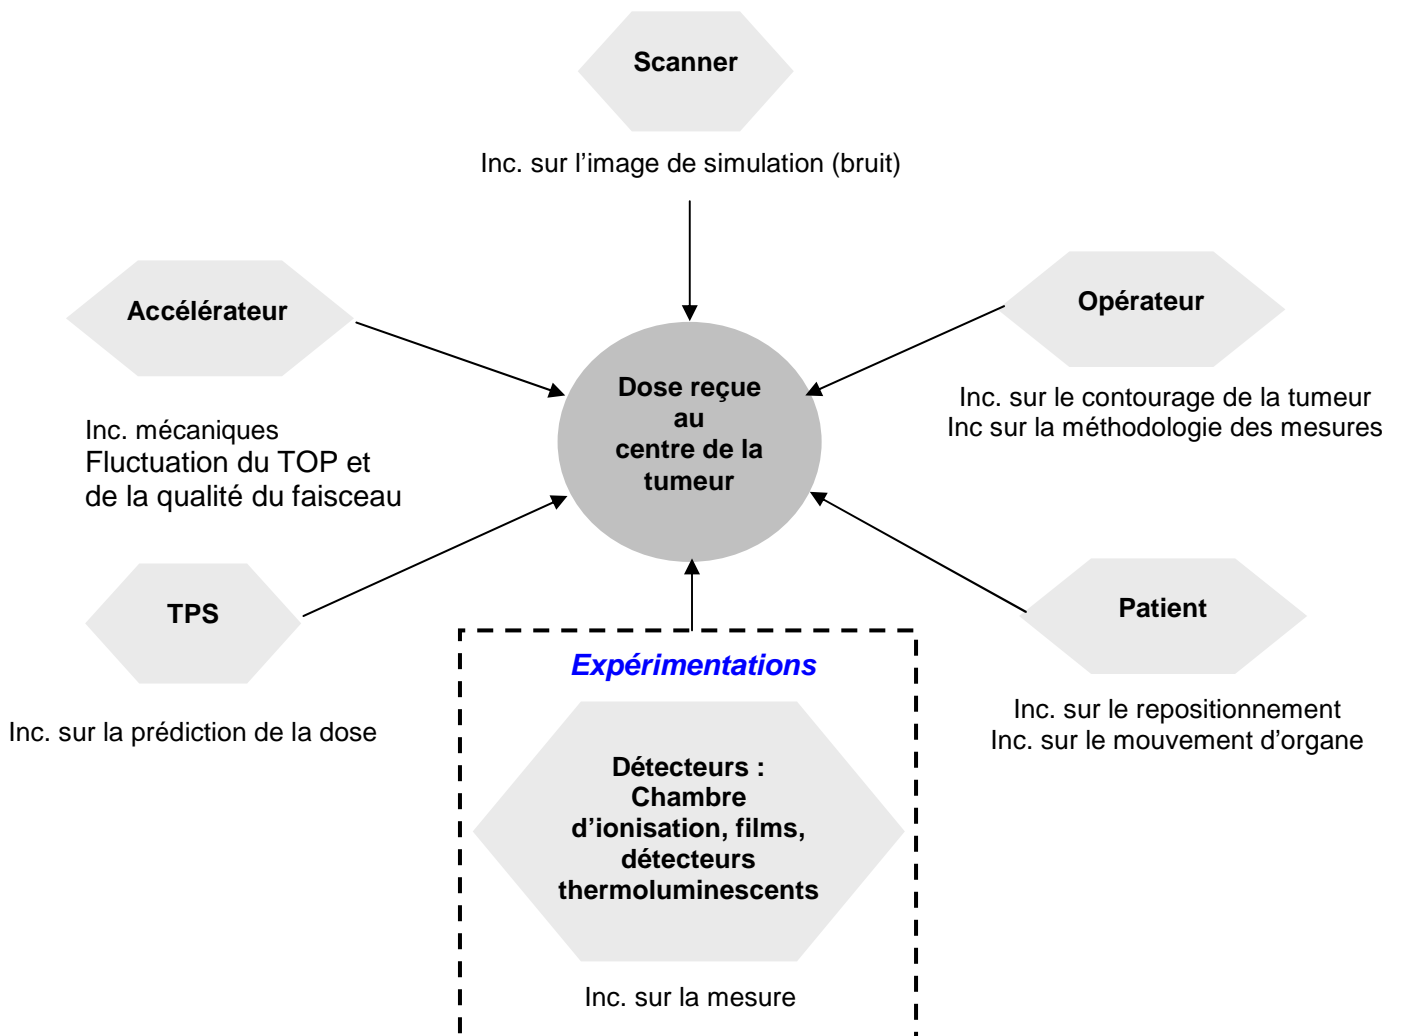 Scanner
Inc. sur l’image de simulation (bruit)
Accélérateur
Inc. mécaniques
Fluctuation du TOP et
de la qualité du faisceau
Opérateur
Inc. sur le contourage de la tumeur
Inc sur la méthodologie des mesures
Dose reçue
au
centre de la
tumeur
TPS
Inc. sur la prédiction de la dose
Patient
Inc. sur le repositionnement
Inc. sur le mouvement d’organe
Expérimentations
Détecteurs :
Chambre
d’ionisation, films,
détecteurs
thermoluminescents
Inc. sur la mesure